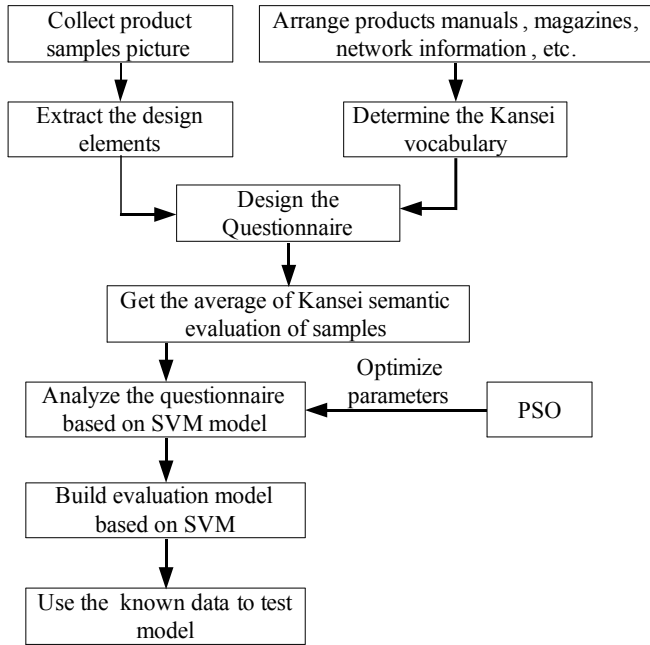 Collect product
samples picture
Arrange products manuals , magazines,
network information , etc.
Extract the design
elements
Determine the Kansei
vocabulary
Design the
Questionnaire
Get the average of Kansei semantic
evaluation of samples
Optimize
parameters
Analyze the questionnaire
based on SVM model
PSO
Build evaluation model
based on SVM
Use the known data to test
model